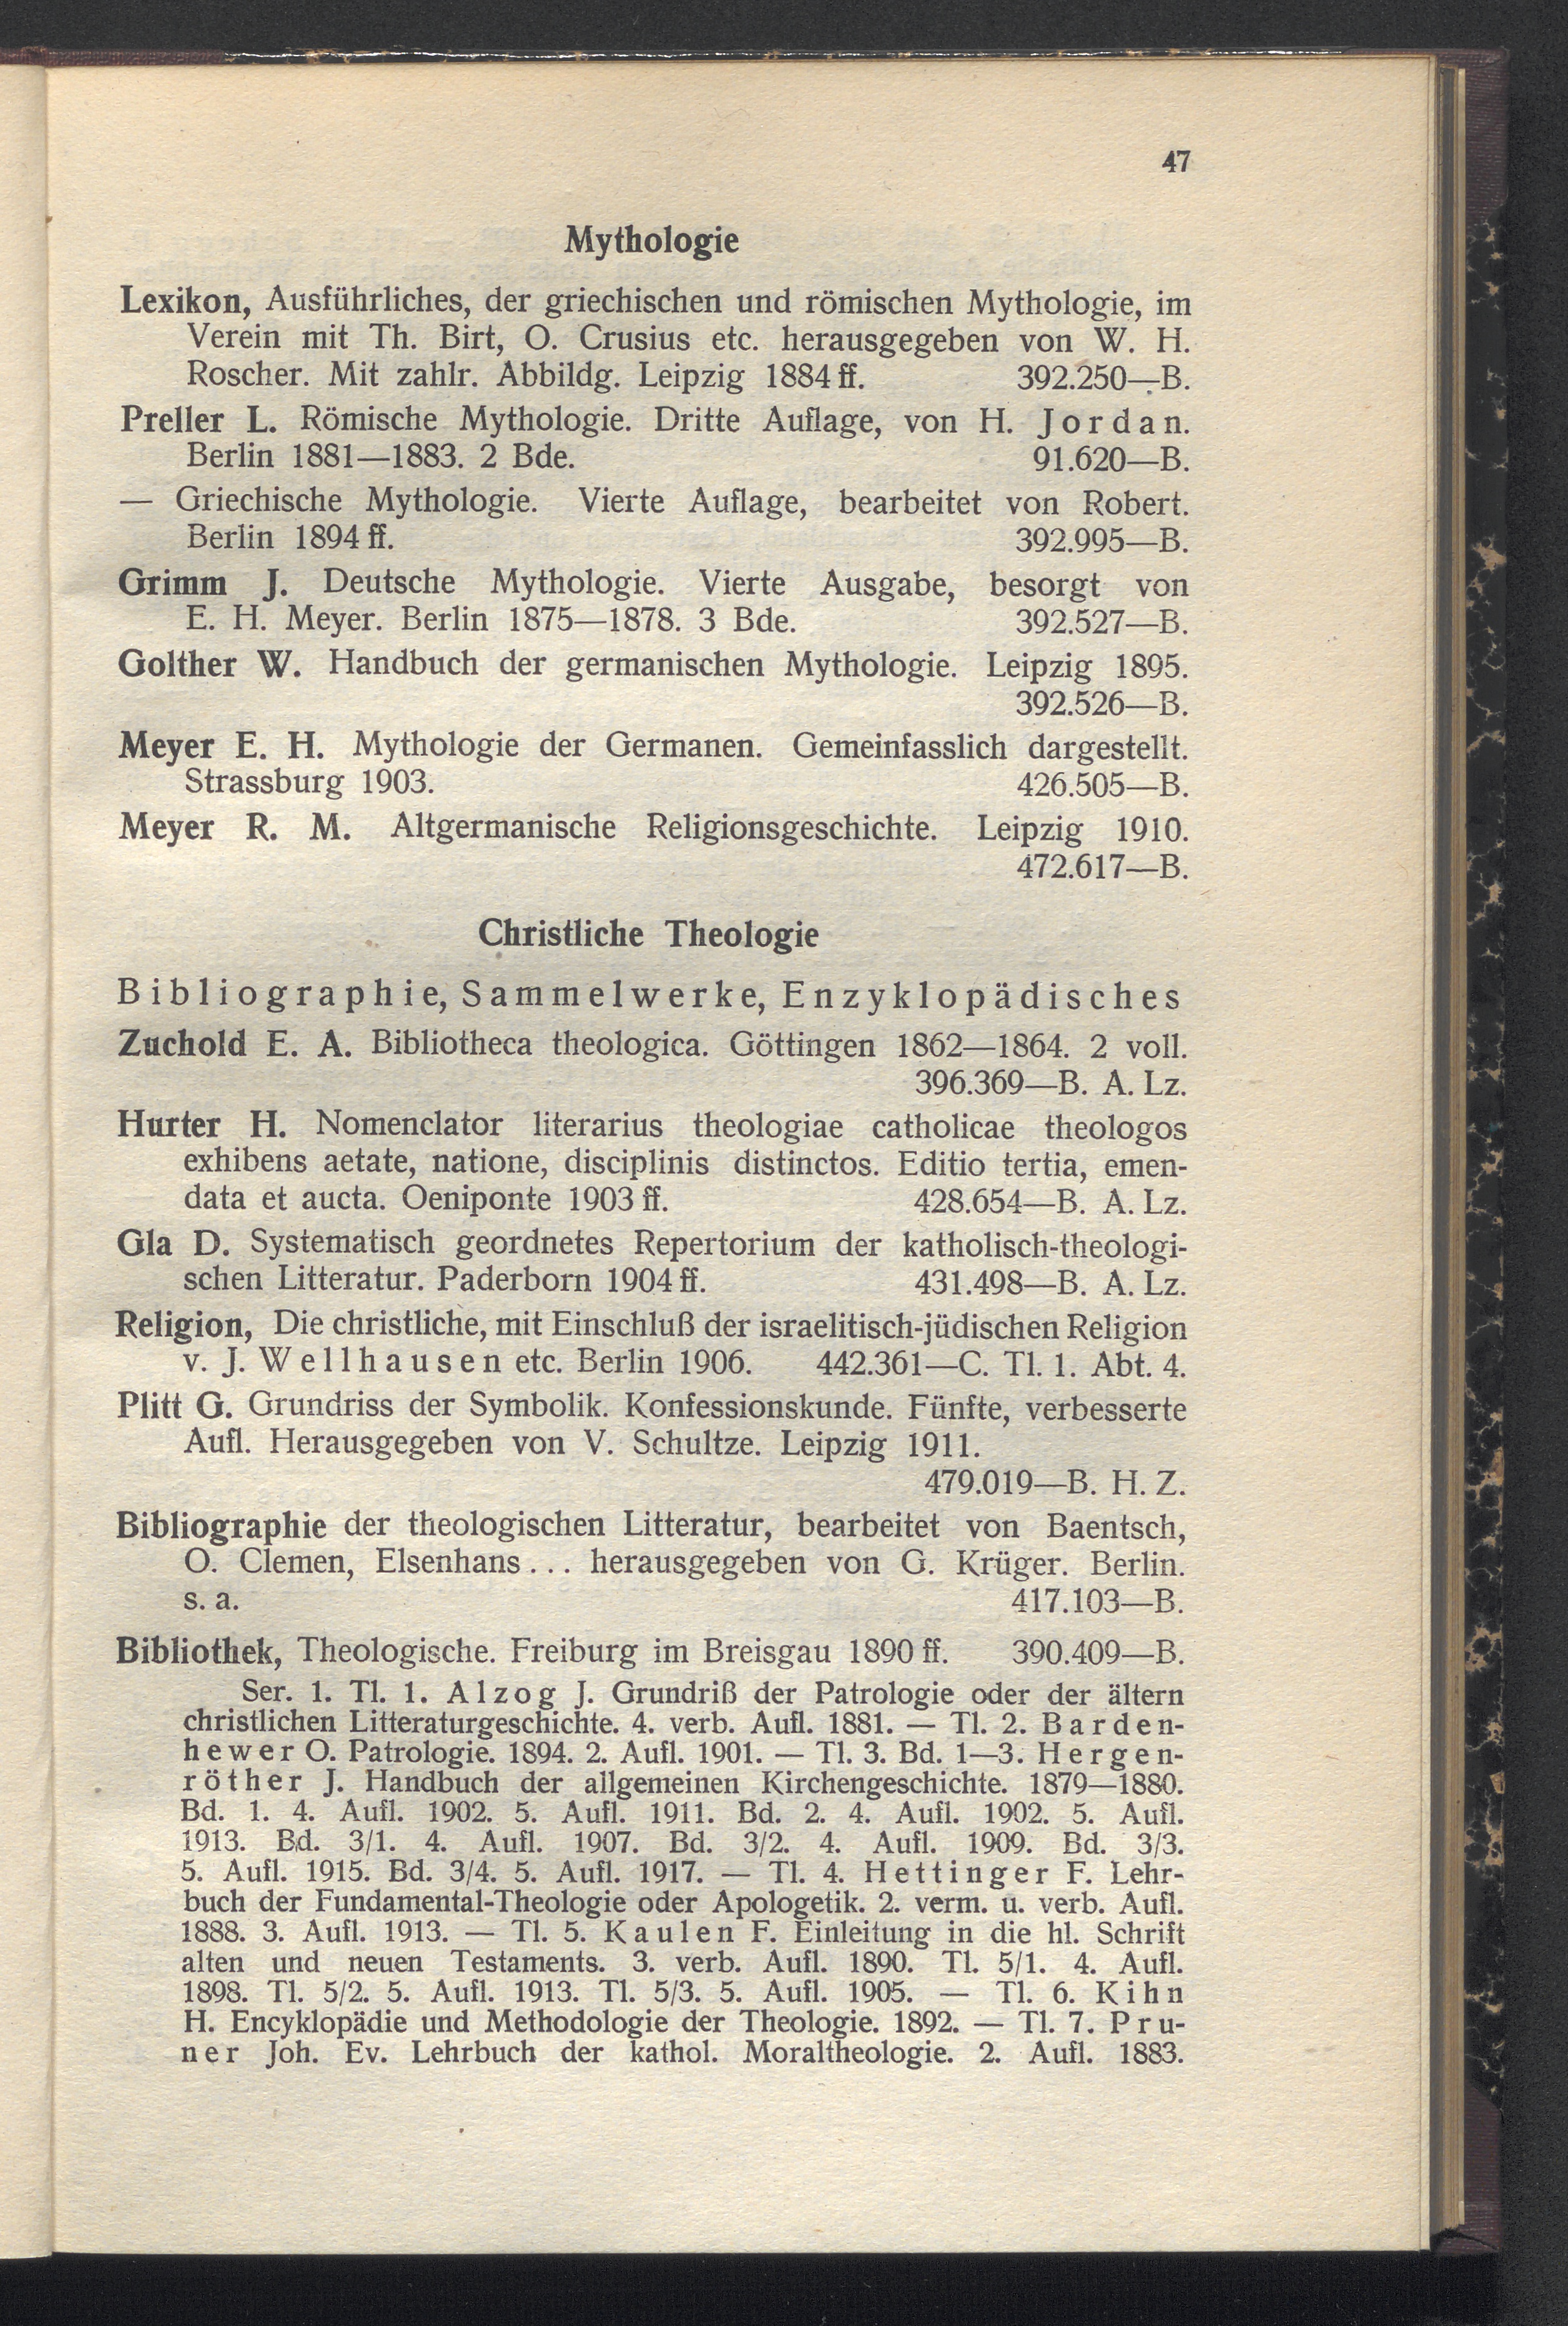 47
Mythologie
Lexikon, Ausführliches, der griechischen und römischen Mythologie, im
Verein mit Th. Birt, O. Crusius etc. herausgegeben von W. H.
Roscher. Mit zahlr. Abbildg. Leipzig 1884 ff. 392.250—B.
Preller L. Römische Mythologie. Dritte Auflage, von H. Jordan.
Berlin 1881—1883. 2 Bde. 91.620—B.
— Griechische Mythologie. Vierte Auflage, bearbeitet von Robert.
Berlin 1894 ff. 392.995—B.
Grimm J. Deutsche Mythologie. Vierte Ausgabe, besorgt von
E. H. Meyer. Berlin 1875—1878. 3 Bde. 392.527—B.
Golther W. Handbuch der germanischen Mythologie. Leipzig 1895.
392.526—B.
Meyer E. H. Mythologie der Germanen. Gemeinfasslich dargestellt.
Strassburg 1903. 426.505—B.
Meyer R. M. Altgermanische Religionsgeschichte. Leipzig 1910.
472.617—B.
Christliche Theologie
Bibliographie, Sammelwerke, Enzyklopädisches
Zuchold E. A. Bibliotheca theologica. Göttingen 1862—1864. 2 voll.
396.369—B. A. Lz.
Hurter H. Nomenclator literarius theologiae catholicae theologos
exhibens aetate, natione, disciplinis distinctos. Editio tertia, emen-
data et aucta. Oeniponte 1903 ff. 428.654—B. A. Lz.
Gla D. Systematisch geordnetes Repertorium der katholisch-theologi-
schen Litteratur. Paderborn 1904 ff. 431.498—B. A. Lz.
Religion, Die christliche, mit Einschluß der israelitisch-jüdischen Religion
v. J. Wellhausen etc. Berlin 1906. 442.361—C. Tl. 1. Abt. 4.
Plitt G. Grundriss der Symbolik. Konfessionskunde. Fünfte, verbesserte
Aufl. Herausgegeben von V. Schultze. Leipzig 1911.
479.019—B. H. Z.
Bibliographie der theologischen Litteratur, bearbeitet von Baentsch,
O. Clemen, Elsenhans ... herausgegeben von G. Krüger. Berlin.
s. a. 417.103—B.
Bibliothek, Theologische. Freiburg im Breisgau 1890 ff. 390.409—B.
Ser. 1. Tl. 1. Alzog J. Grundriß der Patrologie oder der ältern
christlichen Litteraturgeschichte. 4. verb. Aufl. 1881. — Tl. 2. Barden-
hewer O. Patrologie. 1894. 2. Aufl. 1901. — Tl. 3. Bd. 1—3. Hergen-
röther J. Handbuch der allgemeinen Kirchengeschichte. 1879—1880.
Bd. 1. 4. Aufl. 1902. 5. Aufl. 1911. Bd. 2. 4. Aufl. 1902. 5. Aufl.
1913. Bd. 3/1. 4. Aufl. 1907. Bd. 3/2. 4. Aufl. 1909. Bd. 3/3.
5. Aufl. 1915. Bd. 3/4. 5. Aufl. 1917. — Tl. 4. Hettinger F. Lehr-
buch der Fundamental-Theologie oder Apologetik. 2. verm. u. verb. Aufl.
1888. 3. Aufl. 1913. — Tl. 5. Kaulen F. Einleitung in die hl. Schrift
alten und neuen Testaments. 3. verb. Aufl. 1890. Tl. 5/1. 4. Aufl.
1898. Tl. 5/2. 5. Aufl. 1913. Tl. 5/3. 5. Aufl. 1905. — Tl. 6. Kihn
H. Encyklopädie und Methodologie der Theologie. 1892. — Tl. 7. Pru-
ner Joh. Ev. Lehrbuch der kathol. Moraltheologie. 2. Aufl. 1883.